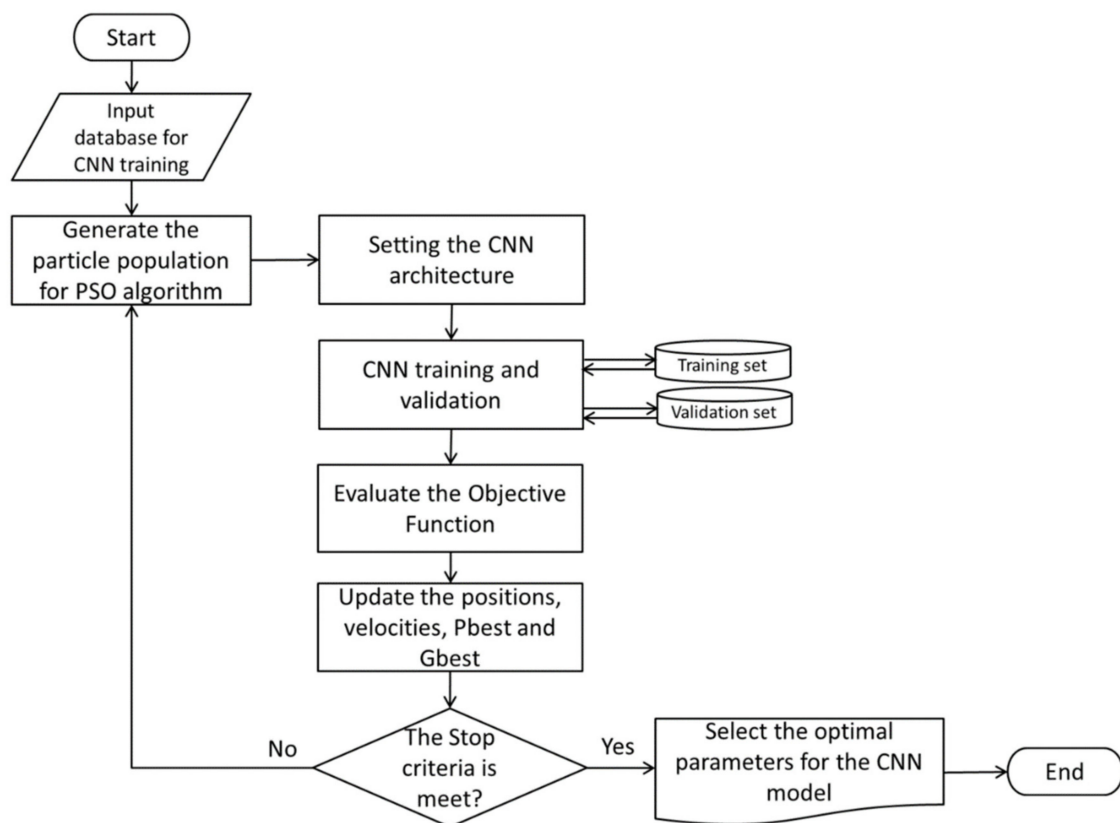 Start
Input
database for
CNN training
Generate the
particle population
for PSO algorithm
Setting the CNN
architecture
CNN training and
validation
Training set
Validation set
Evaluate the Objective
Function
Update the positions,
velocities, Pbest and
Gbest
The Stop
criteria is
meet?
No
Yes
Select the optimal
parameters for the CNN
model
End